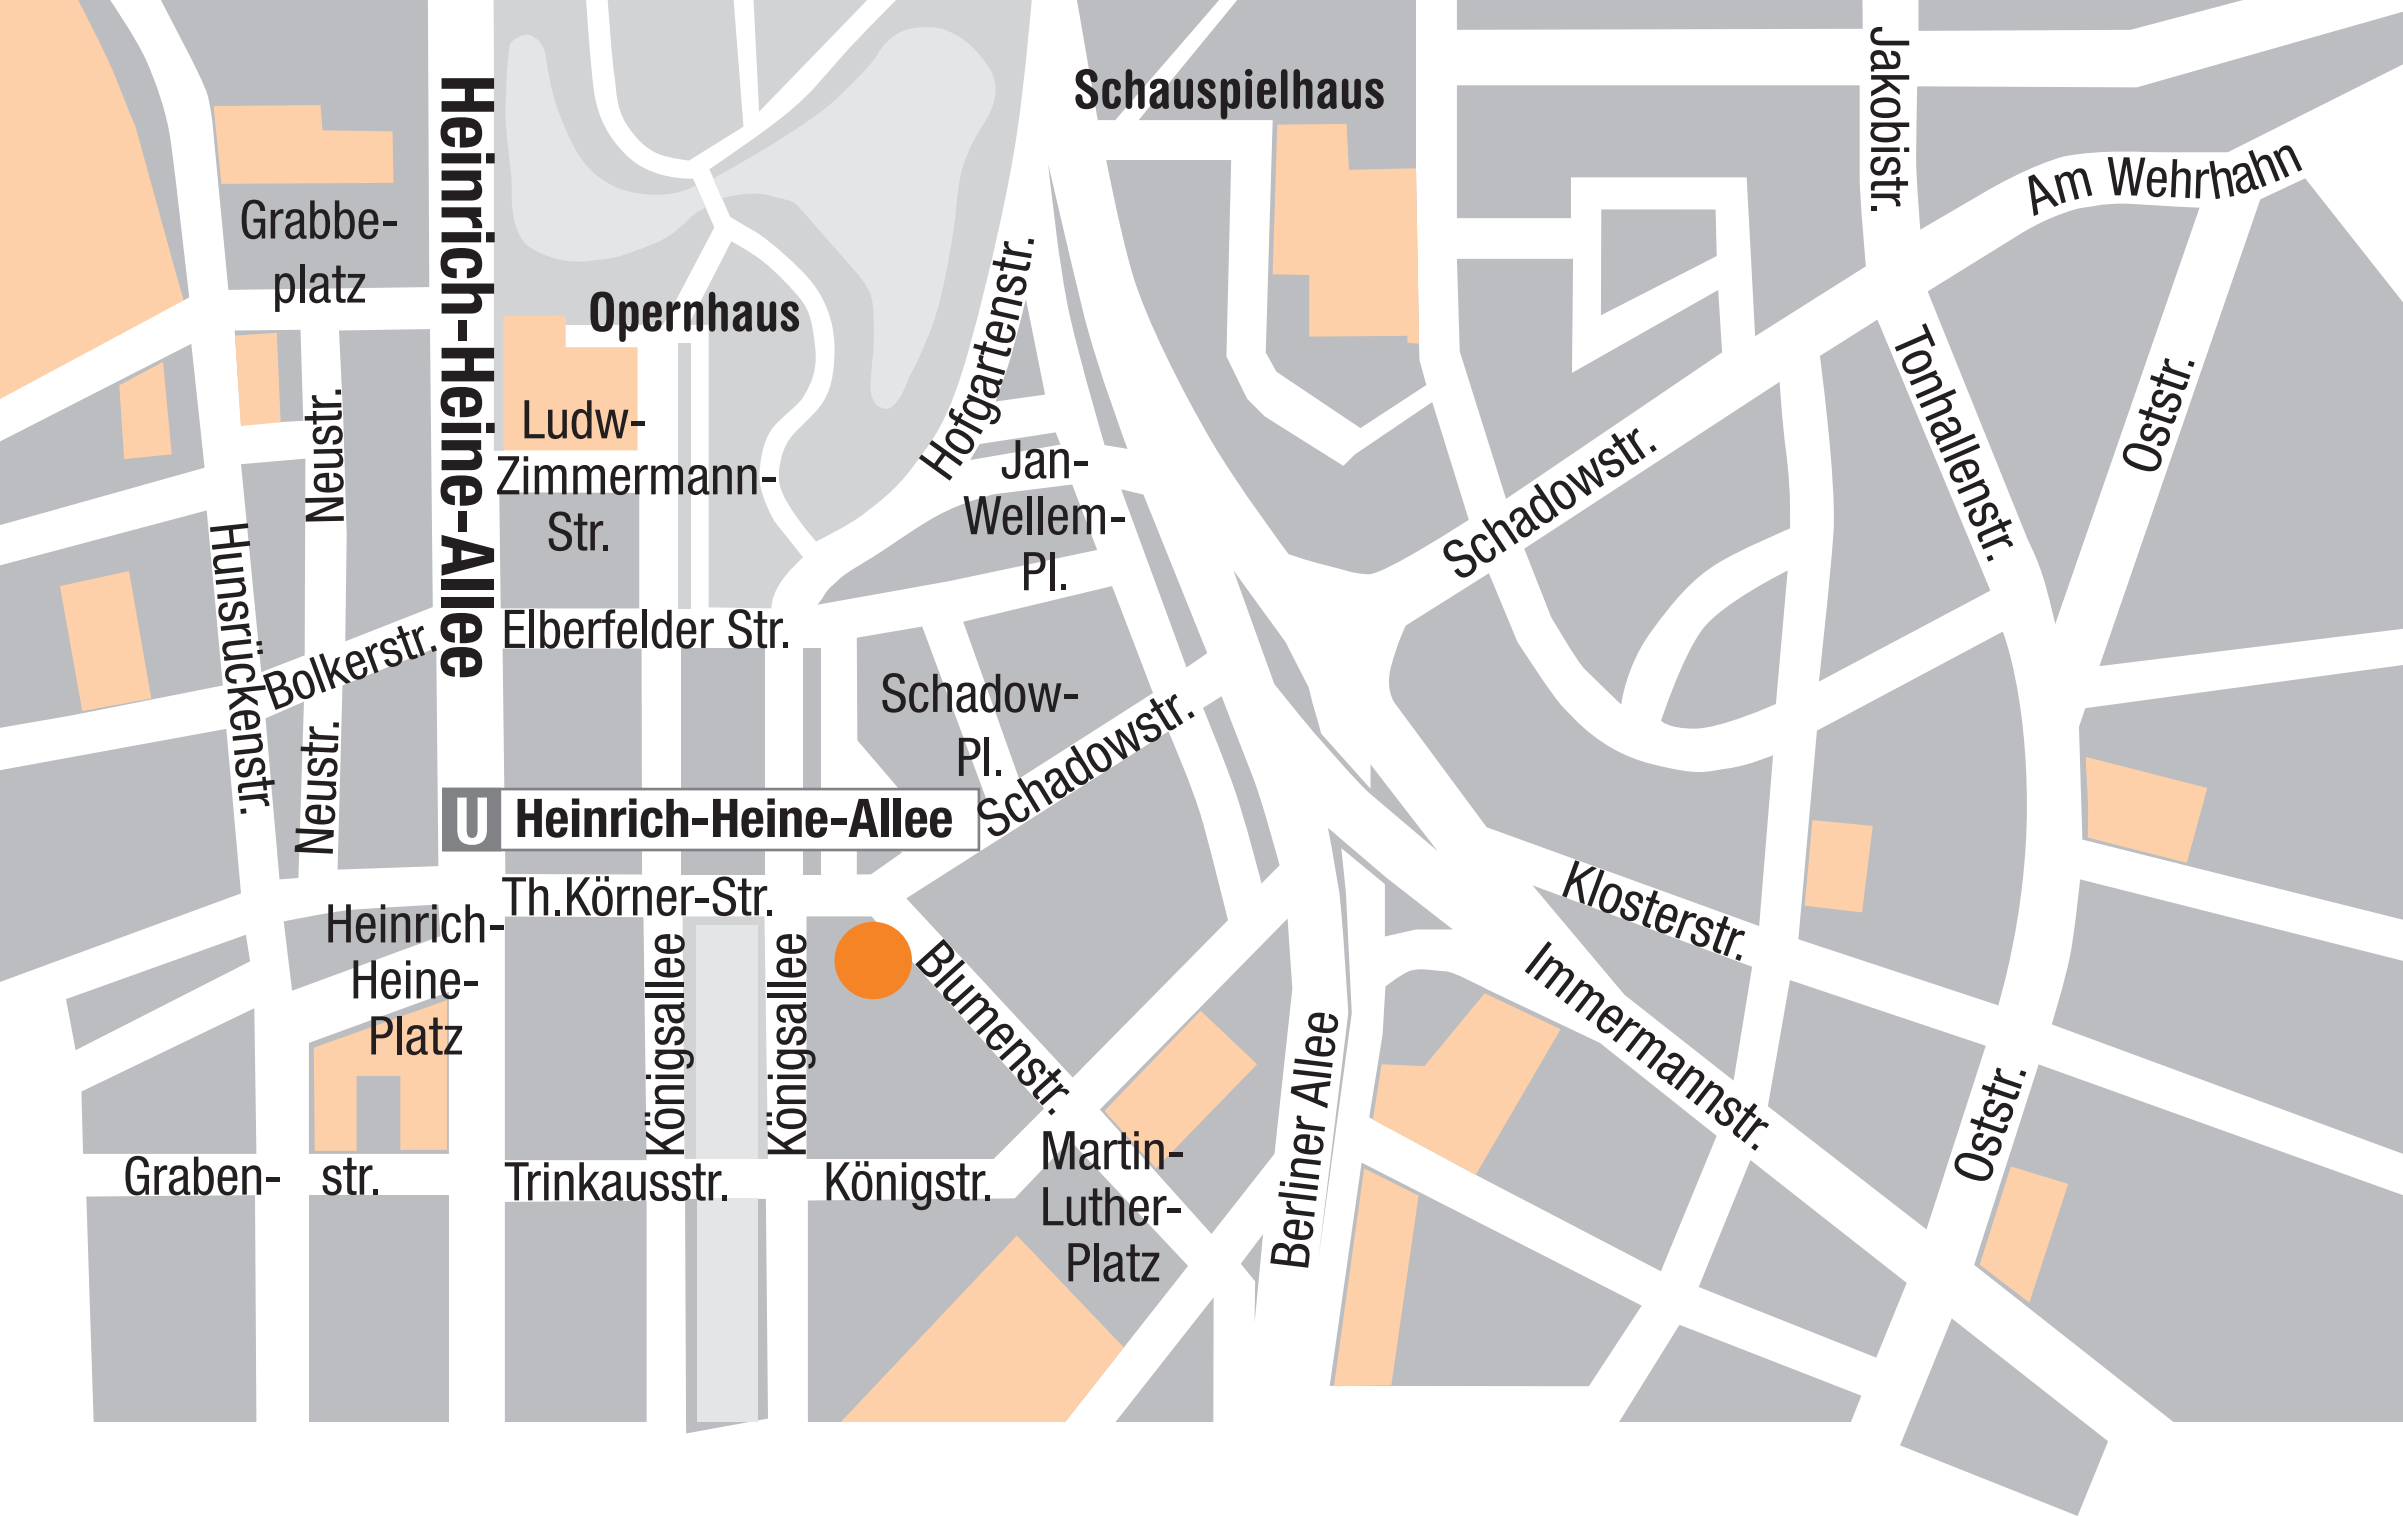 Heinrich-Heine-Allee
Schauspielhaus
Jakobistr.
Am Wehrhahn
Grabbe-
platz
Opernhaus
Hofgartenstr.
Tonhallenstr.
Oststr.
Neustr.
Ludw-
Zimmermann-
Str.
Jan-
Wellem-
Pl.
Schadowstr.
Hunsrückenstr.
Bolkerstr.
Elberfelder Str.
Schadow-
Pl.
Schadowstr.
Neustr.
U Heinrich-Heine-Allee
Th.Körner-Str.
Klosterstr.
Heinrich-
Heine-
Platz
Königsallee
Königsallee
Blumenstr.
Immermannstr.
Berliner Allee
Oststr.
Martin-
Luther-
Platz
Graben- str.
Trinkausstr.
Königstr.